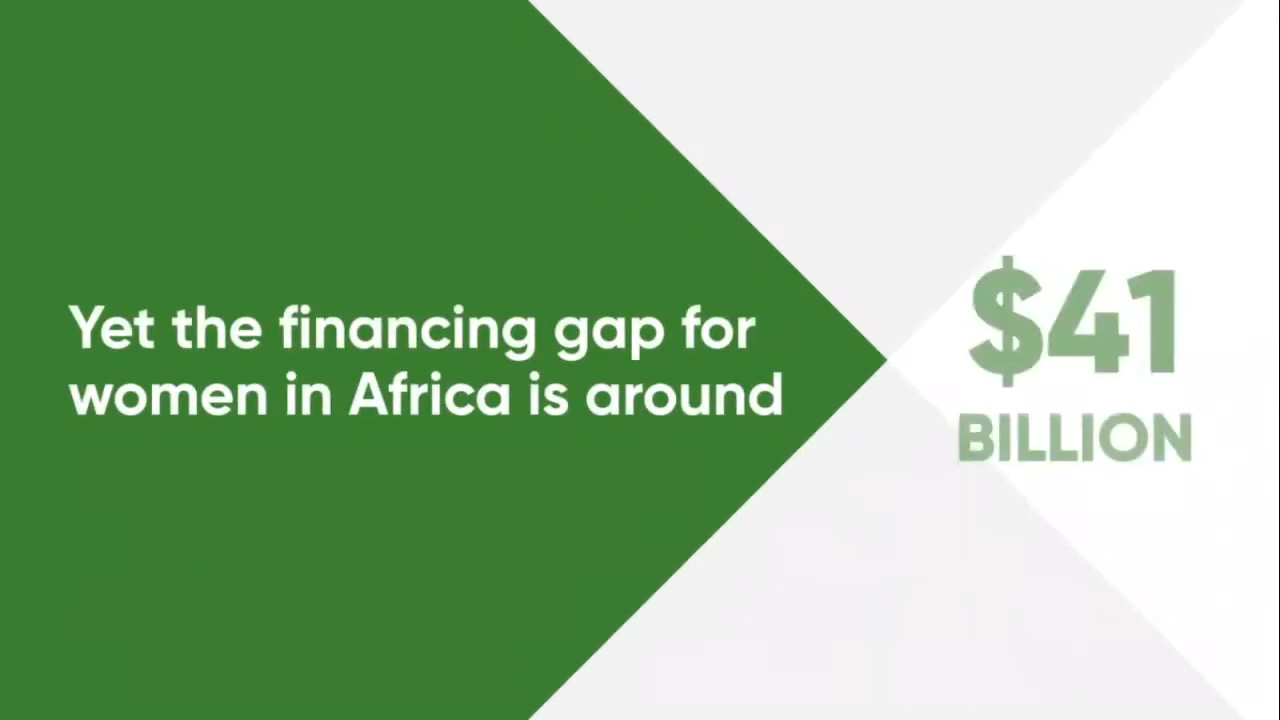 Yet the financing gap for
women in Africa is around
$41
BILLION